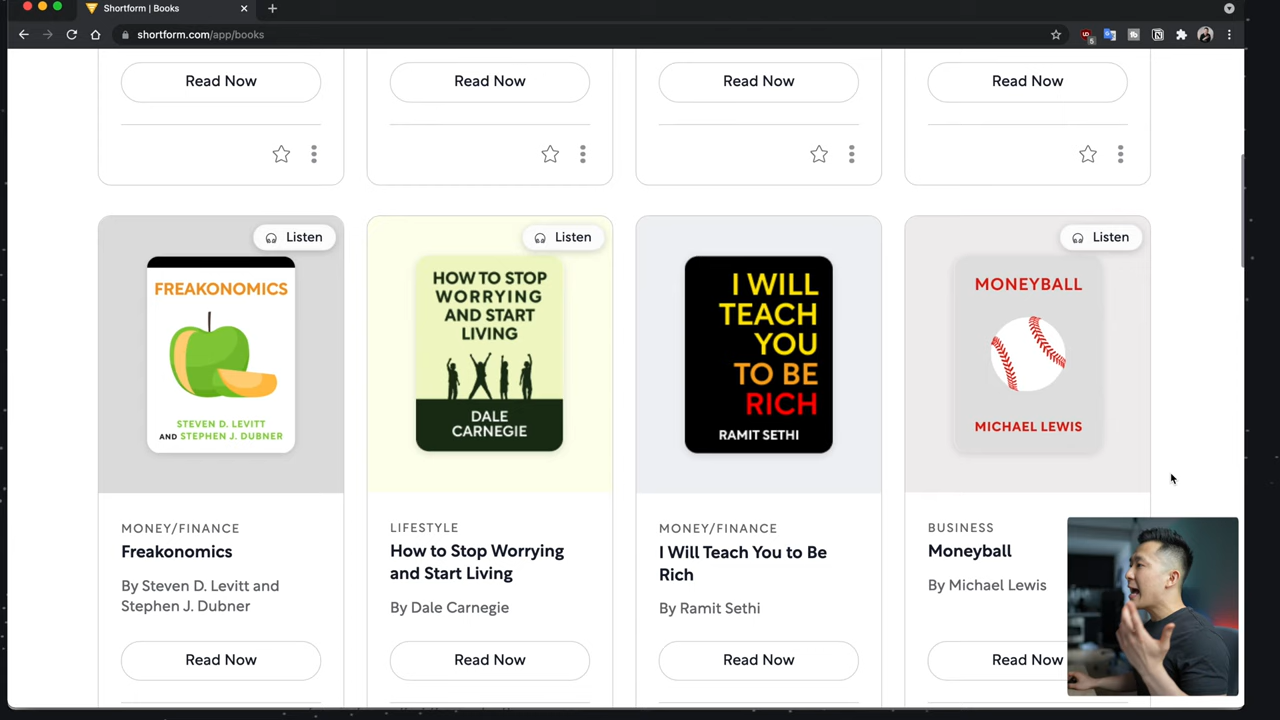 Shortform | Books
shortform.com/app/books
5
Read Now
Read Now
Read Now
Read Now
Listen
Listen
Listen
FREAKONOMICS
STEVEN D. LEVITT
AND STEPHEN J. DUBNER
HOW TO STOP
WORRYING
AND START
LIVING
DALE
CARNEGIE
I WILL
TEACH
YOU
TO BE
RICH
RAMIT SETHI
MONEYBALL
MICHAEL LEWIS
MONEY/FINANCE
Freakonomics
By Steven D. Levitt and
Stephen J. Dubner
Read Now
LIFESTYLE
How to Stop Worrying
and Start Living
By Dale Carnegie
Read Now
MONEY/FINANCE
I Will Teach You to Be
Rich
By Ramit Sethi
Read Now
BUSINESS
Moneyball
By Michael Lewis
Read Now